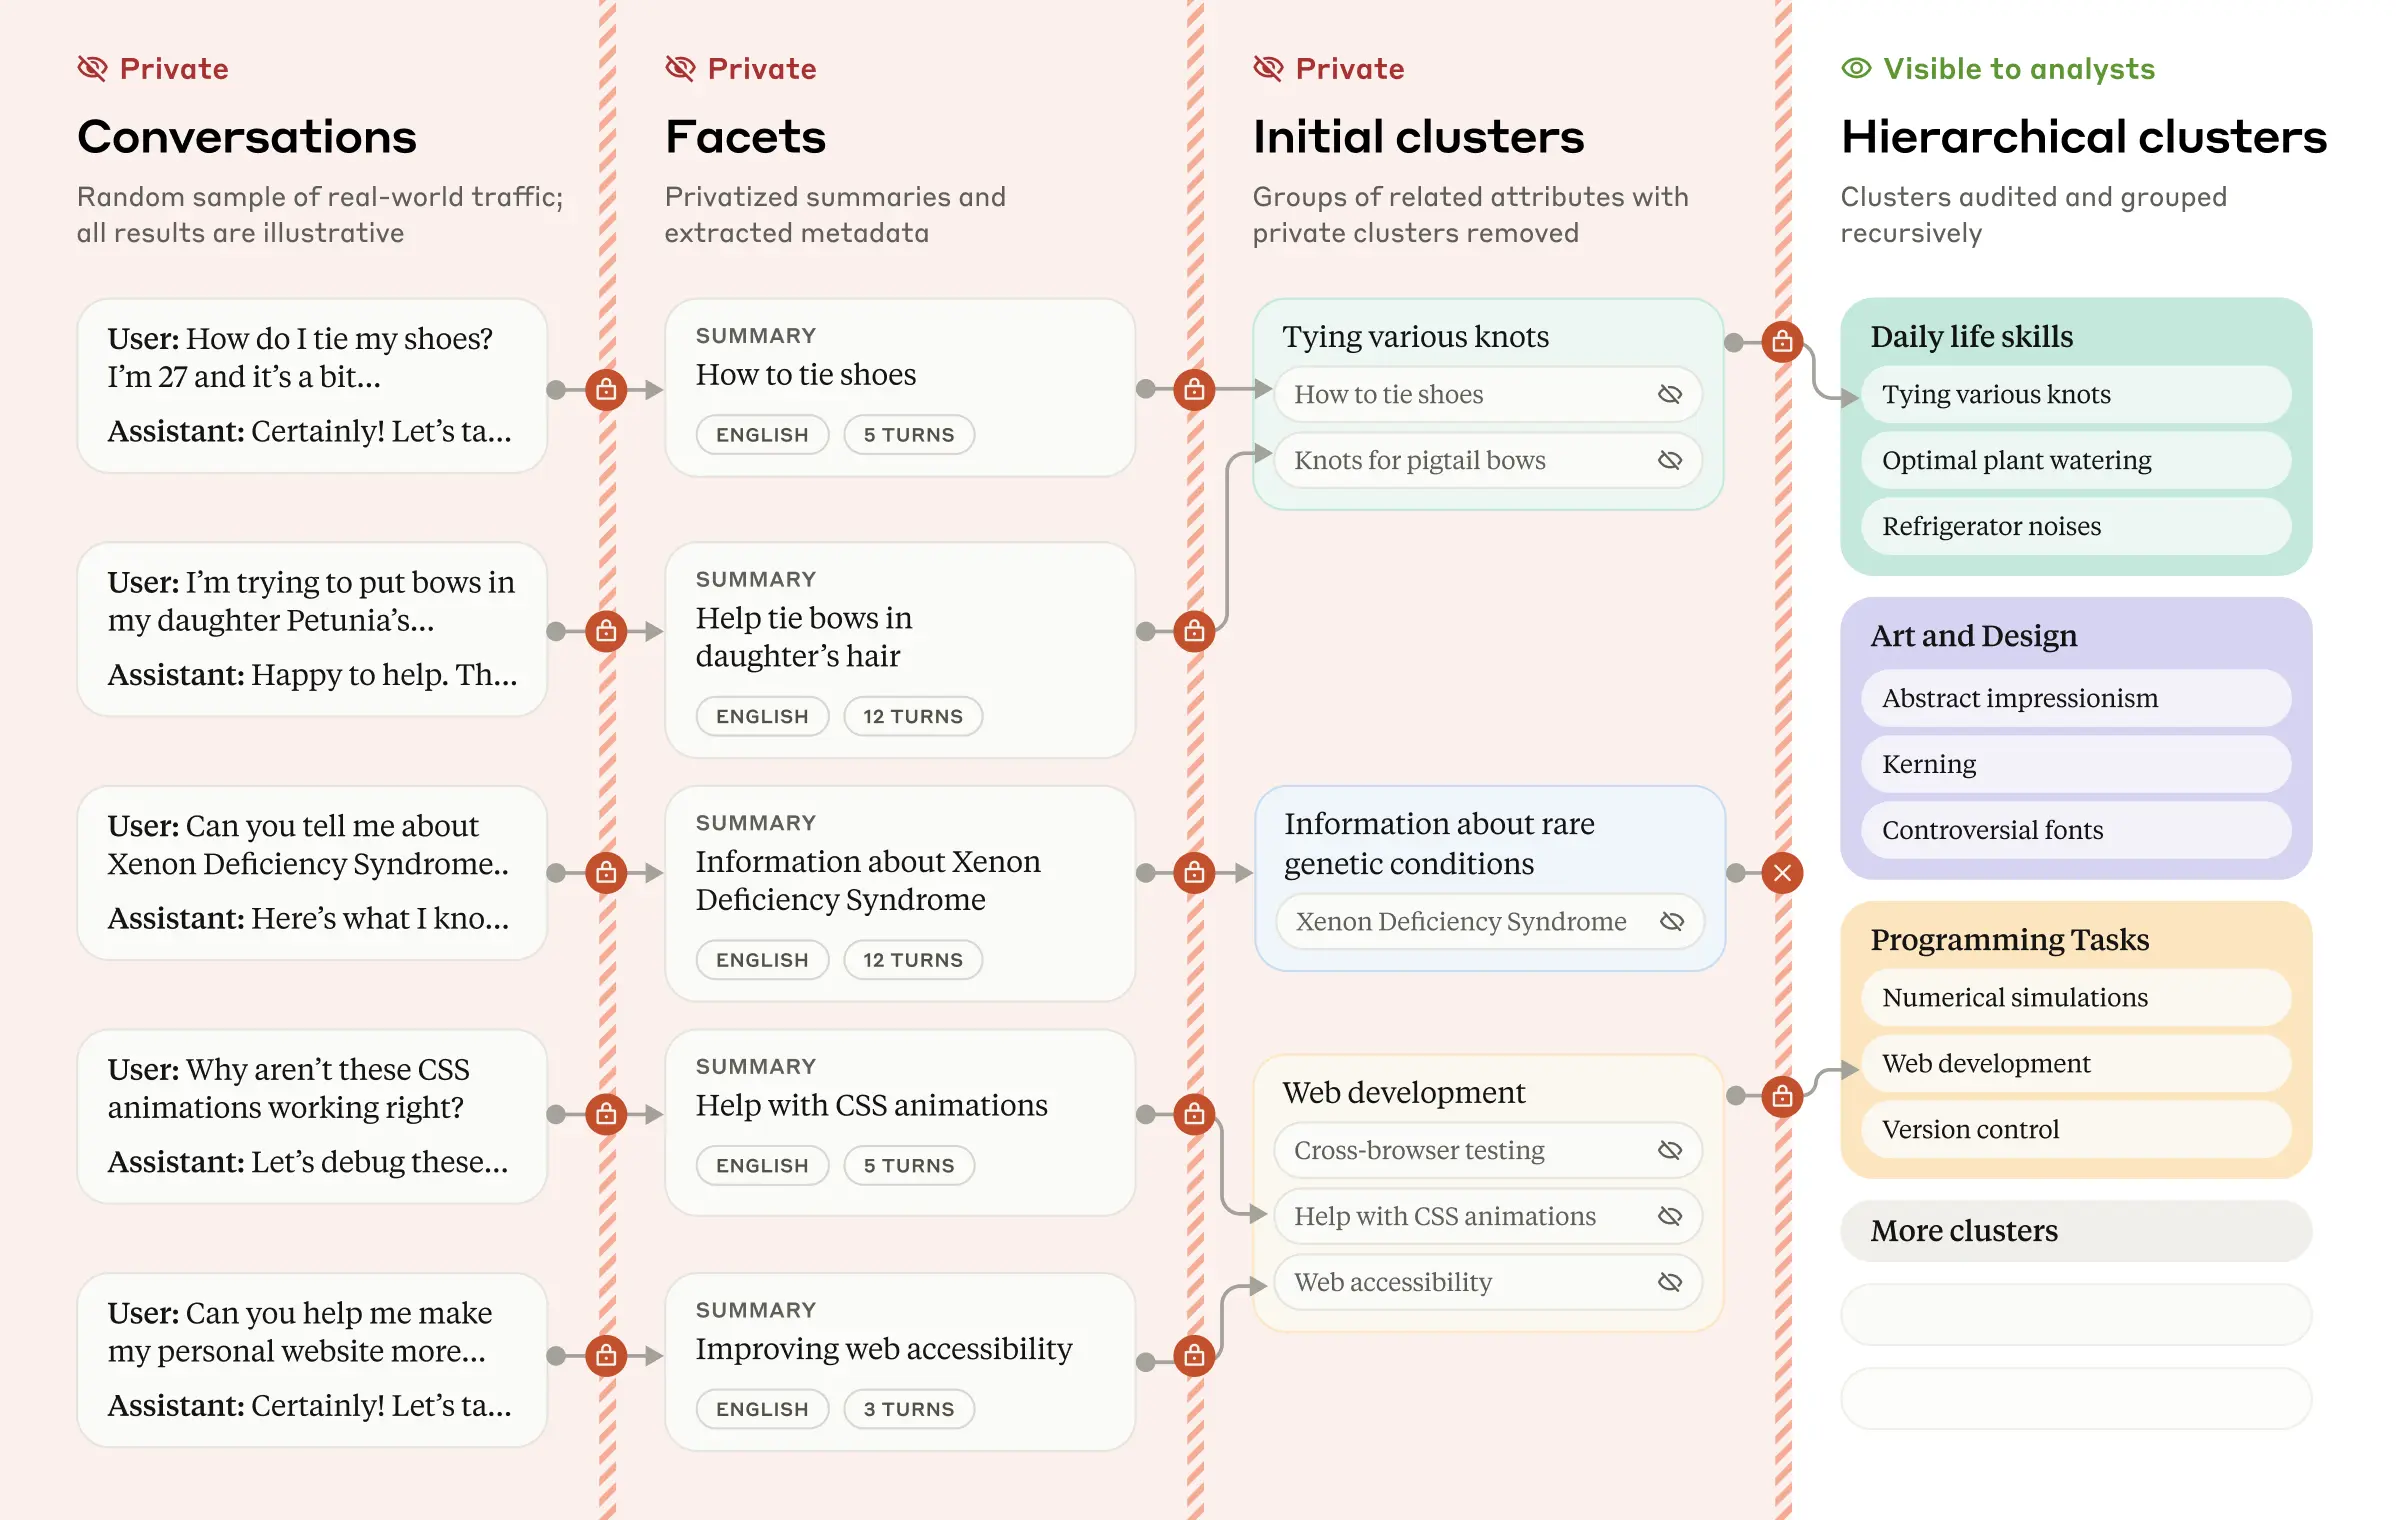 Private
Conversations
Random sample of real-world traffic;
all results are illustrative
User: How do I tie my shoes?
I’m 27 and it’s a bit...
Assistant: Certainly! Let’s ta...
User: I’m trying to put bows in
my daughter Petunia’s...
Assistant: Happy to help. Th...
User: Can you tell me about
Xenon Deficiency Syndrome..
Assistant: Here’s what I kno...
User: Why aren’t these CSS
animations working right?
Assistant: Let’s debug these...
User: Can you help me make
my personal website more...
Assistant: Certainly! Let’s ta...
Private
Facets
Privatized summaries and
extracted metadata
SUMMARY
How to tie shoes
ENGLISH 5 TURNS
SUMMARY
Help tie bows in
daughter’s hair
ENGLISH 12 TURNS
SUMMARY
Information about Xenon
Deficiency Syndrome
ENGLISH 12 TURNS
SUMMARY
Help with CSS animations
ENGLISH 5 TURNS
SUMMARY
Improving web accessibility
ENGLISH 3 TURNS
Private
Initial clusters
Groups of related attributes with
private clusters removed
Tying various knots
How to tie shoes
Knots for pigtail bows
Information about rare
genetic conditions
Xenon Deficiency Syndrome
Web development
Cross-browser testing
Help with CSS animations
Web accessibility
Visible to analysts
Hierarchical clusters
Clusters audited and grouped
recursively
Daily life skills
Tying various knots
Optimal plant watering
Refrigerator noises
Art and Design
Abstract impressionism
Kerning
Controversial fonts
Programming Tasks
Numerical simulations
Web development
Version control
More clusters